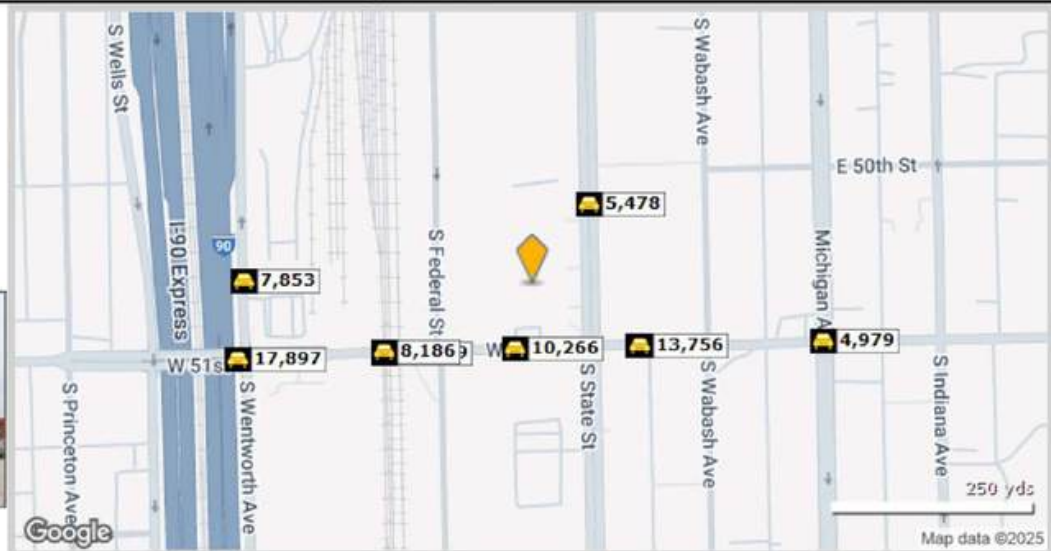 S Wells St
S Wabash Ave
E 50th St
5,478
I-90 Express
90
S Federal St
Michigan A
7,853
17,897
W 51s
8,186
9
W
10,266
13,756
4,979
S Princeton Ave
S Wentworth Ave
S State St
S Wabash Ave
S Indiana Ave
250 yds
Google
Map data ©2025